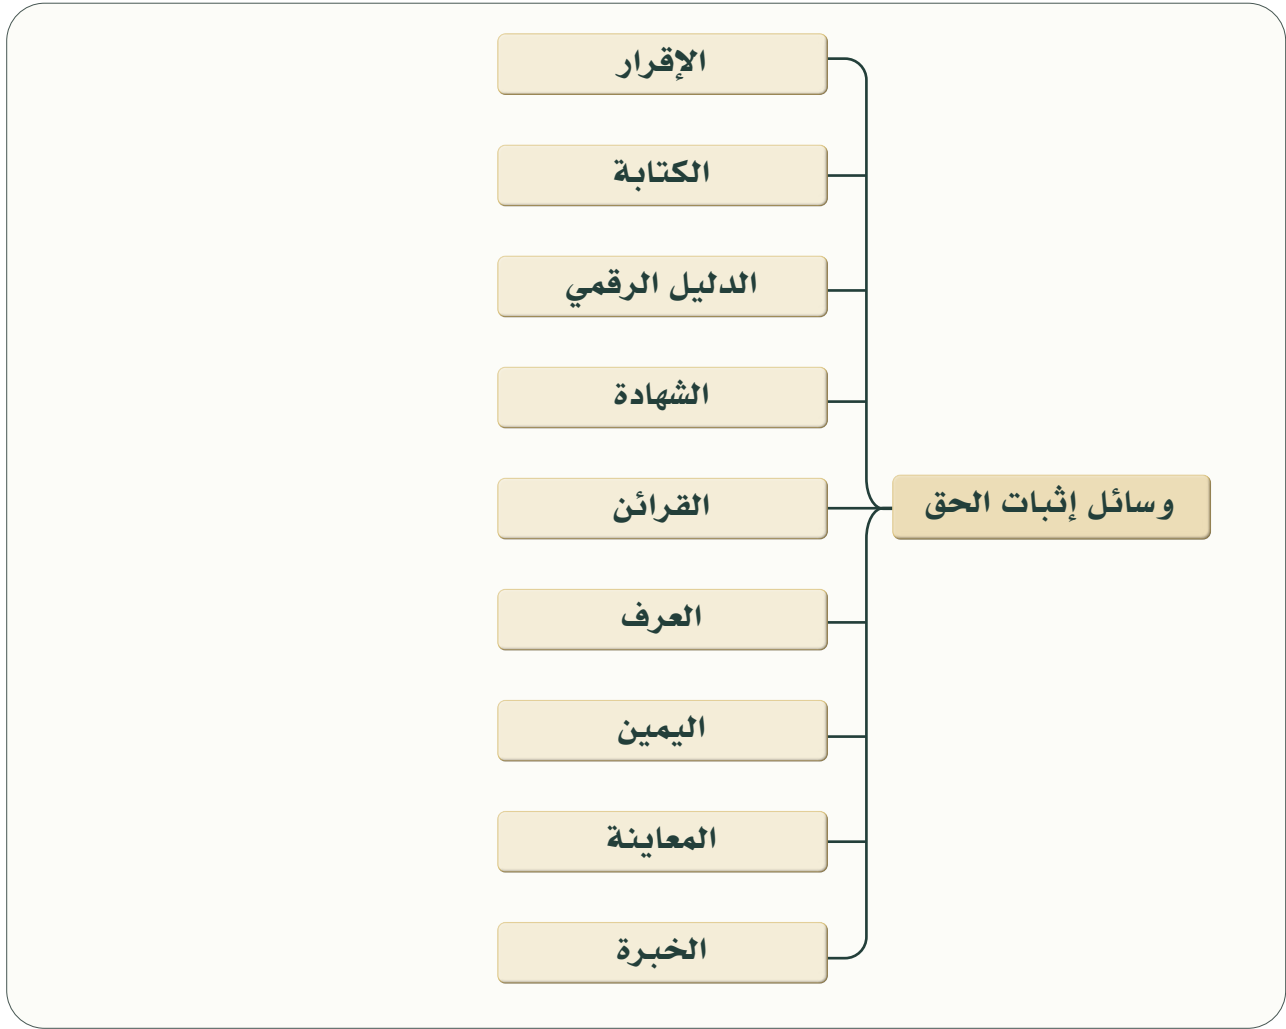 وسائل إثبات الحق
الإقرار
الكتابة
الدليل الرقمي
الشهادة
القرائن
العرف
اليمين
المعاينة
الخبرة